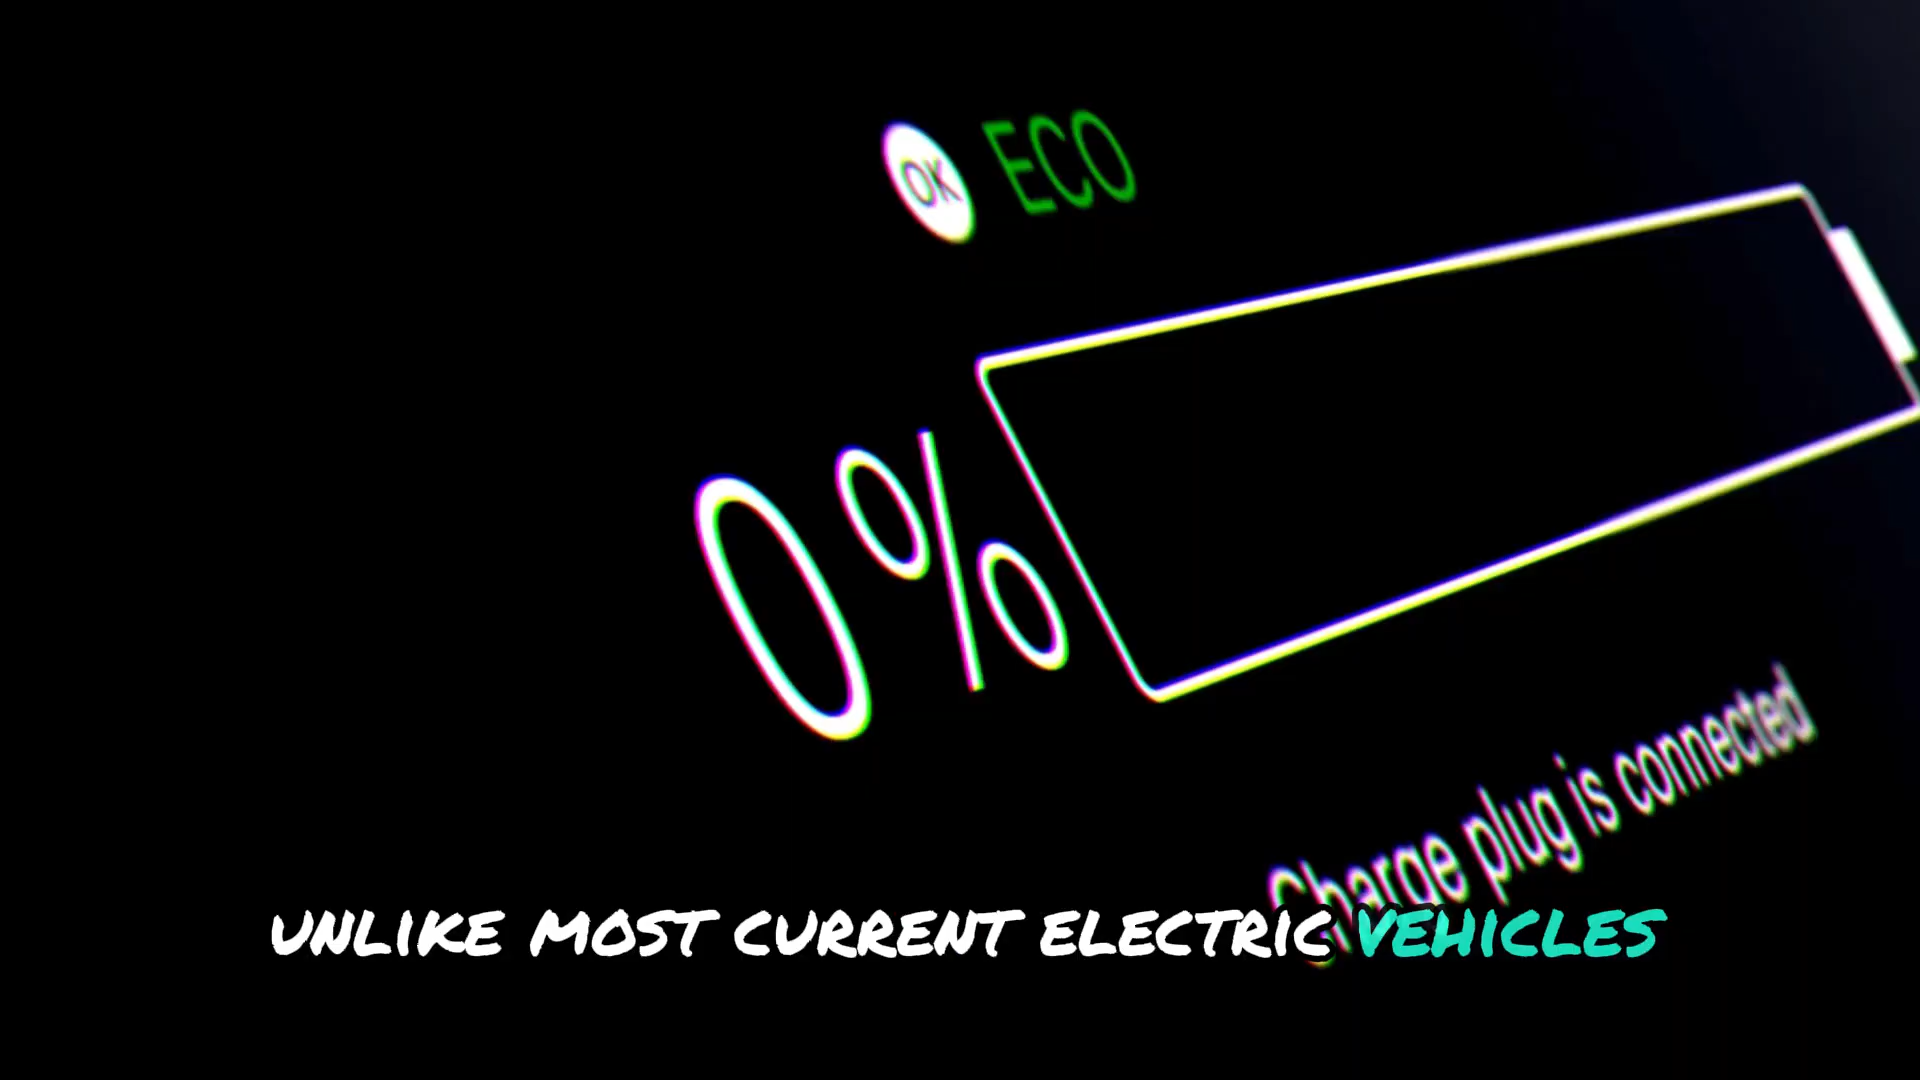 OK ECO
0%
Charge plug is connected
UNLIKE MOST CURRENT ELECTRIC VEHICLES